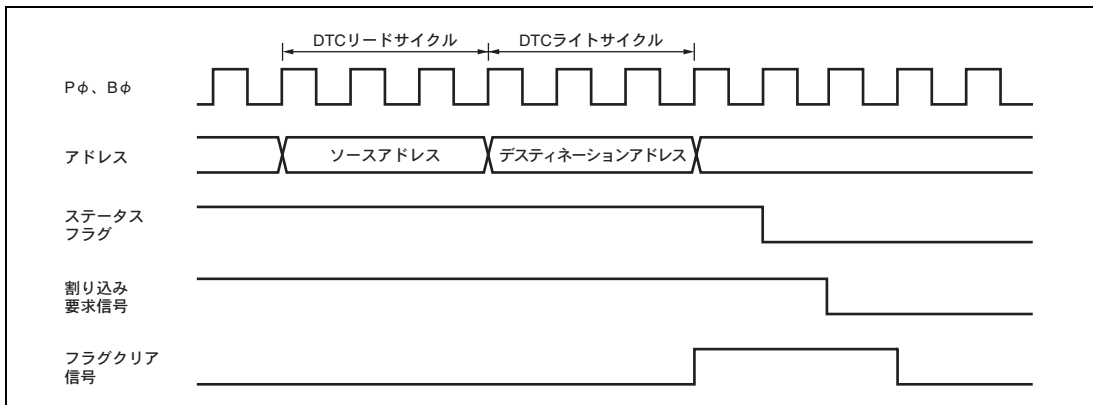 DTCリードサイクル DTCライトサイクル
Pφ、Bφ
アドレス ソースアドレス デスティネーションアドレス
ステータス
フラグ
割り込み
要求信号
フラグクリア
信号